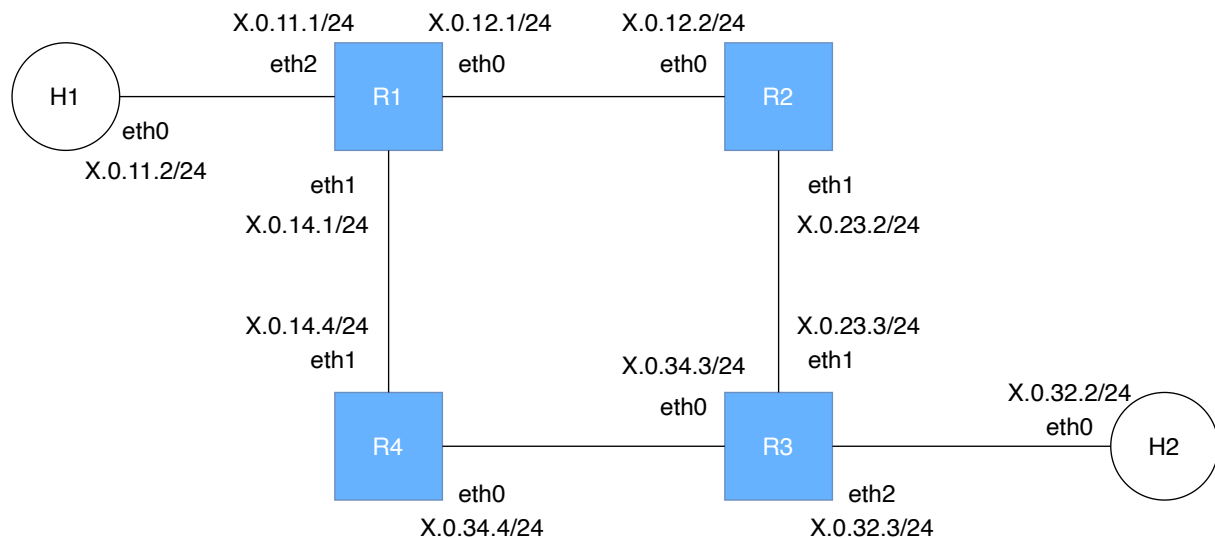 X.0.11.1/24 X.0.12.1/24 X.0.12.2/24
eth2 eth0 eth0
H1 R1 R2
eth0
X.0.11.2/24
eth1 eth1
X.0.14.1/24 X.0.23.2/24
X.0.14.4/24 X.0.23.3/24
eth1 X.0.34.3/24 eth1
eth0 X.0.32.2/24
eth0
R4 R3 H2
eth0 eth2
X.0.34.4/24 X.0.32.3/24